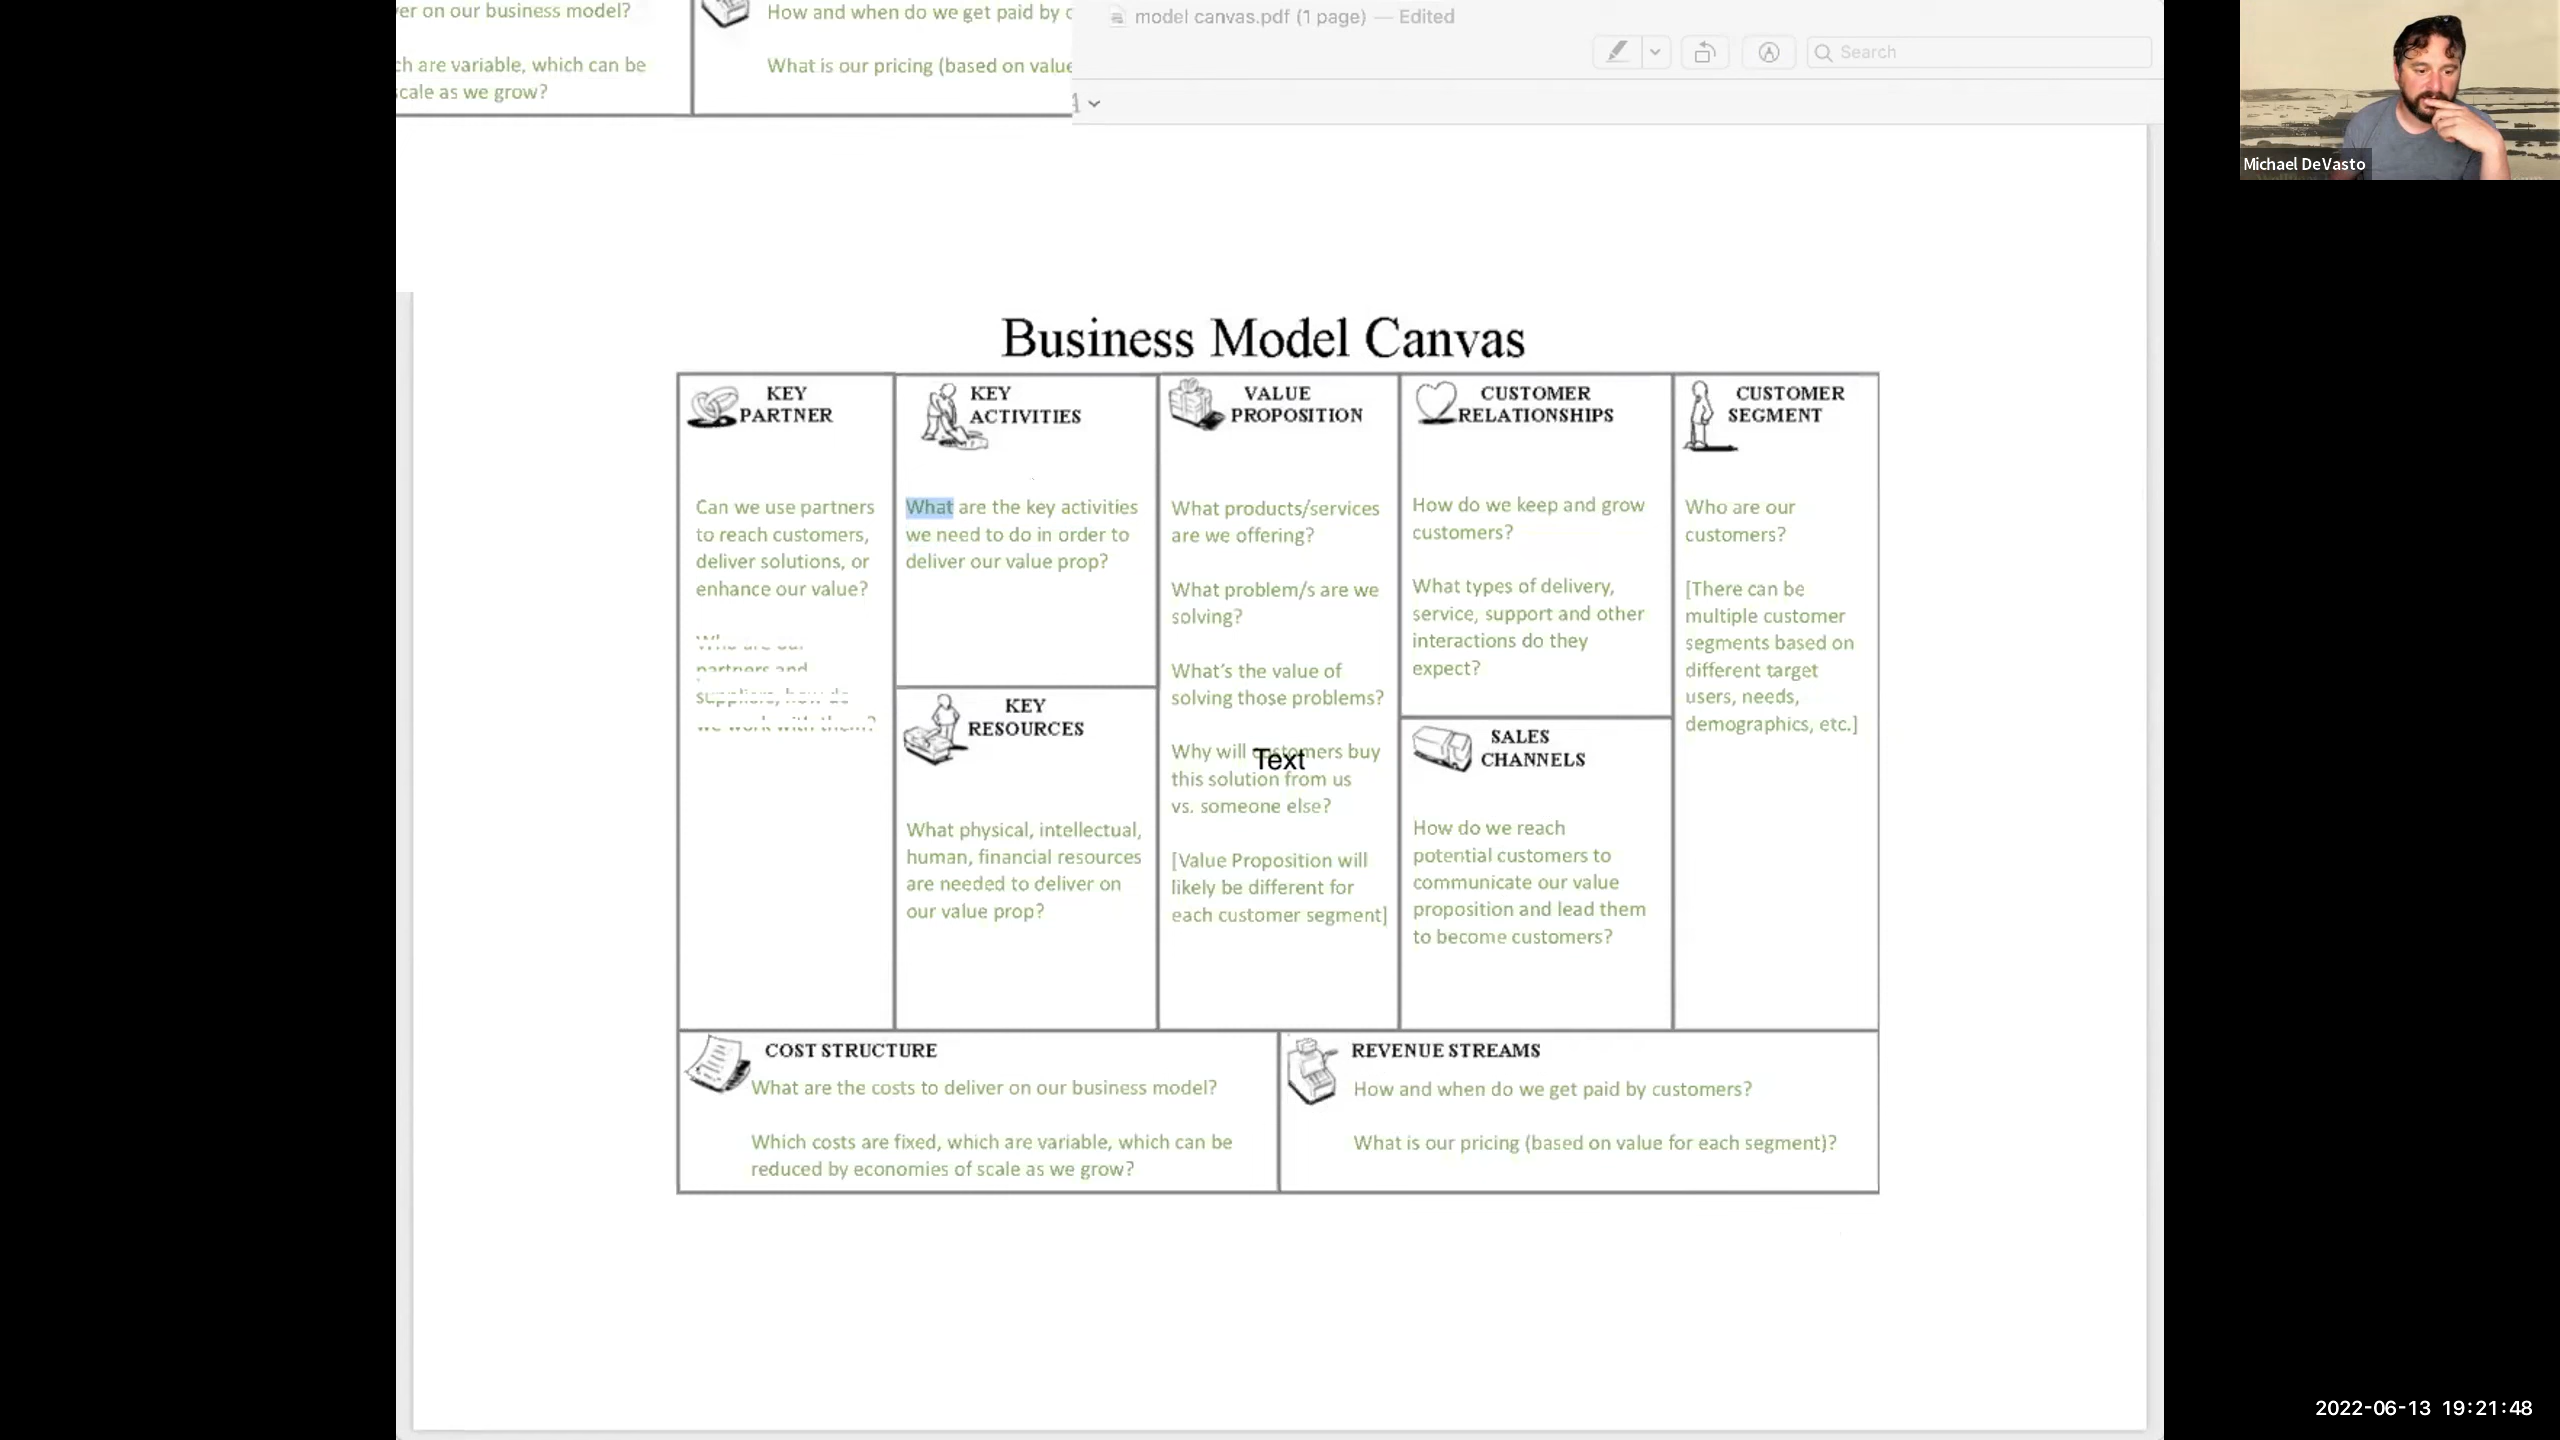 er on our business model?
ch are variable, which can be
cale as we grow?
How and when do we get paid by c
What is our pricing (based on value
model canvas.pdf (1 page) — Edited
Search
Michael DeVasto
Business Model Canvas
KEY
PARTNER
Can we use partners
to reach customers,
deliver solutions, or
enhance our value?
Who are our
partners and
suppliers, how do
we work with them?
KEY
ACTIVITIES
What are the key activities
we need to do in order to
deliver our value prop?
KEY
RESOURCES
What physical, intellectual,
human, financial resources
are needed to deliver on
our value prop?
VALUE
PROPOSITION
What products/services
are we offering?
What problem/s are we
solving?
What's the value of
solving those problems?
Why will customers buy
Text
this solution from us
vs. someone else?
[Value Proposition will
likely be different for
each customer segment]
CUSTOMER
RELATIONSHIPS
How do we keep and grow
customers?
What types of delivery,
service, support and other
interactions do they
expect?
SALES
CHANNELS
How do we reach
potential customers to
communicate our value
proposition and lead them
to become customers?
CUSTOMER
SEGMENT
Who are our
customers?
[There can be
multiple customer
segments based on
different target
users, needs,
demographics, etc.]
COST STRUCTURE
What are the costs to deliver on our business model?
Which costs are fixed, which are variable, which can be
reduced by economies of scale as we grow?
REVENUE STREAMS
How and when do we get paid by customers?
What is our pricing (based on value for each segment)?
2022-06-13 19:21:48